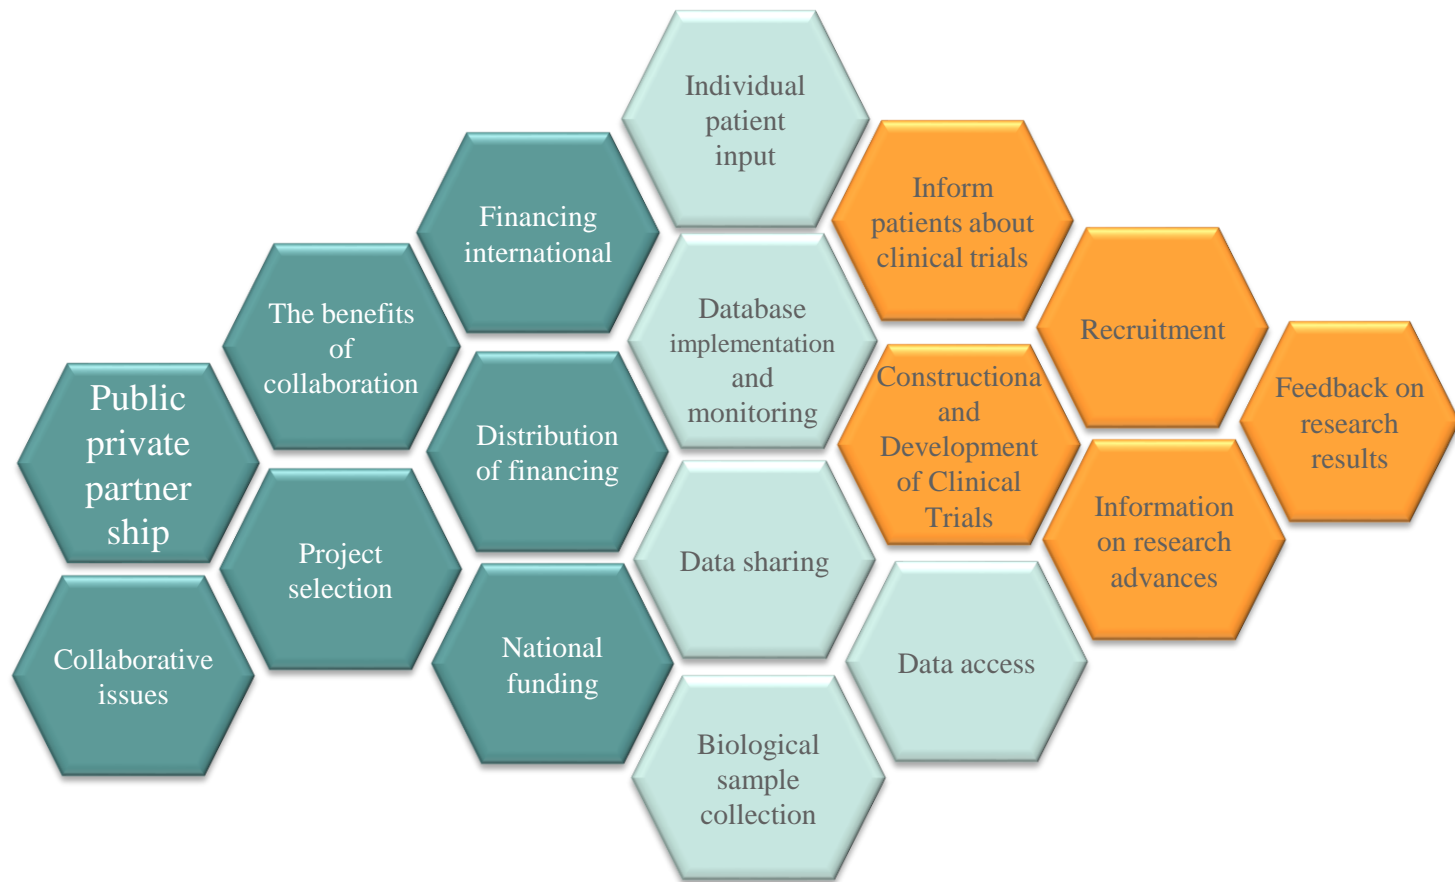 Public
private
partner
ship
Collaborative
issues
The benefits
of
collaboration
Project
selection
Financing
international
Distribution
of financing
National
funding
Individual
patient
input
Database
implementation
and
monitoring
Data sharing
Biological
sample
collection
Inform
patients about
clinical trials
Constructiona
and
Development
of Clinical
Trials
Data access
Recruitment
Information
on research
advances
Feedback on
research
results